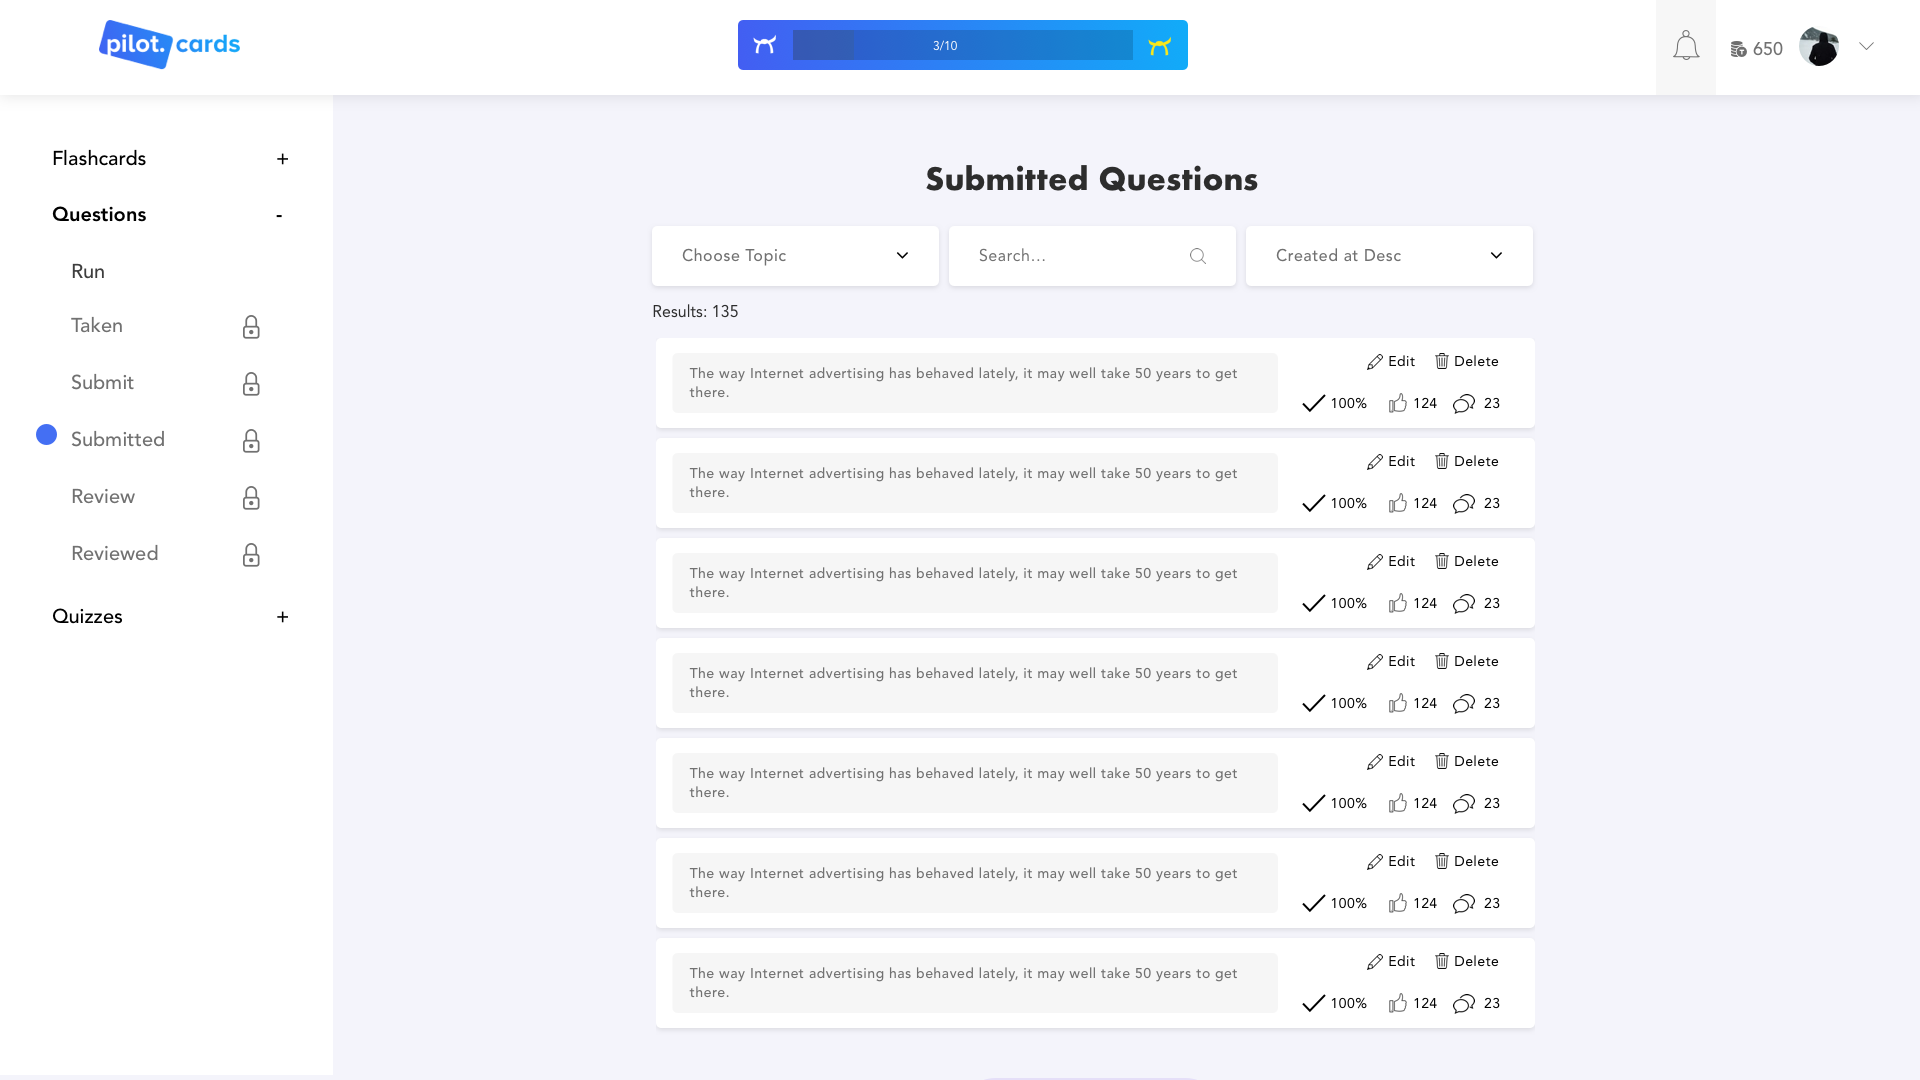 pilot. cards
3/10
650
Flashcards +
Questions -
Run
Taken
Submit
Submitted
Review
Reviewed
Quizzes +
Submitted Questions
Choose Topic
Search...
Created at Desc
Results: 135
The way Internet advertising has behaved lately, it may well take 50 years to get
there.
Edit Delete
100% 124 23
The way Internet advertising has behaved lately, it may well take 50 years to get
there.
Edit Delete
100% 124 23
The way Internet advertising has behaved lately, it may well take 50 years to get
there.
Edit Delete
100% 124 23
The way Internet advertising has behaved lately, it may well take 50 years to get
there.
Edit Delete
100% 124 23
The way Internet advertising has behaved lately, it may well take 50 years to get
there.
Edit Delete
100% 124 23
The way Internet advertising has behaved lately, it may well take 50 years to get
there.
Edit Delete
100% 124 23
The way Internet advertising has behaved lately, it may well take 50 years to get
there.
Edit Delete
100% 124 23